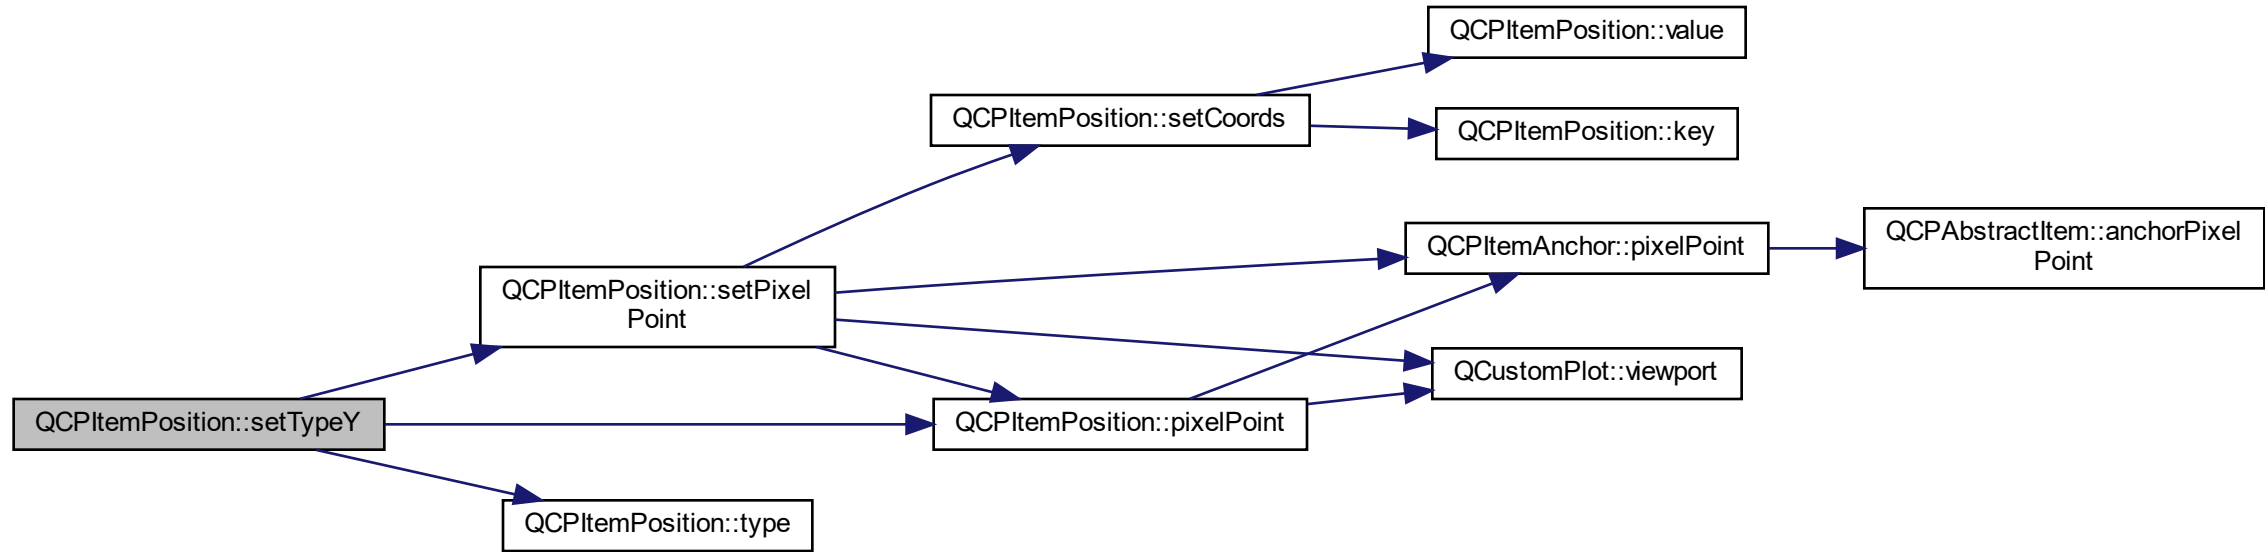 QCPItemPosition::value
QCPItemPosition::setCoords
QCPItemPosition::key
QCPItemAnchor::pixelPoint
QCPAbstractItem::anchorPixel
Point
QCPItemPosition::setPixel
Point
QCustomPlot::viewport
QCPItemPosition::setTypeY
QCPItemPosition::pixelPoint
QCPItemPosition::type